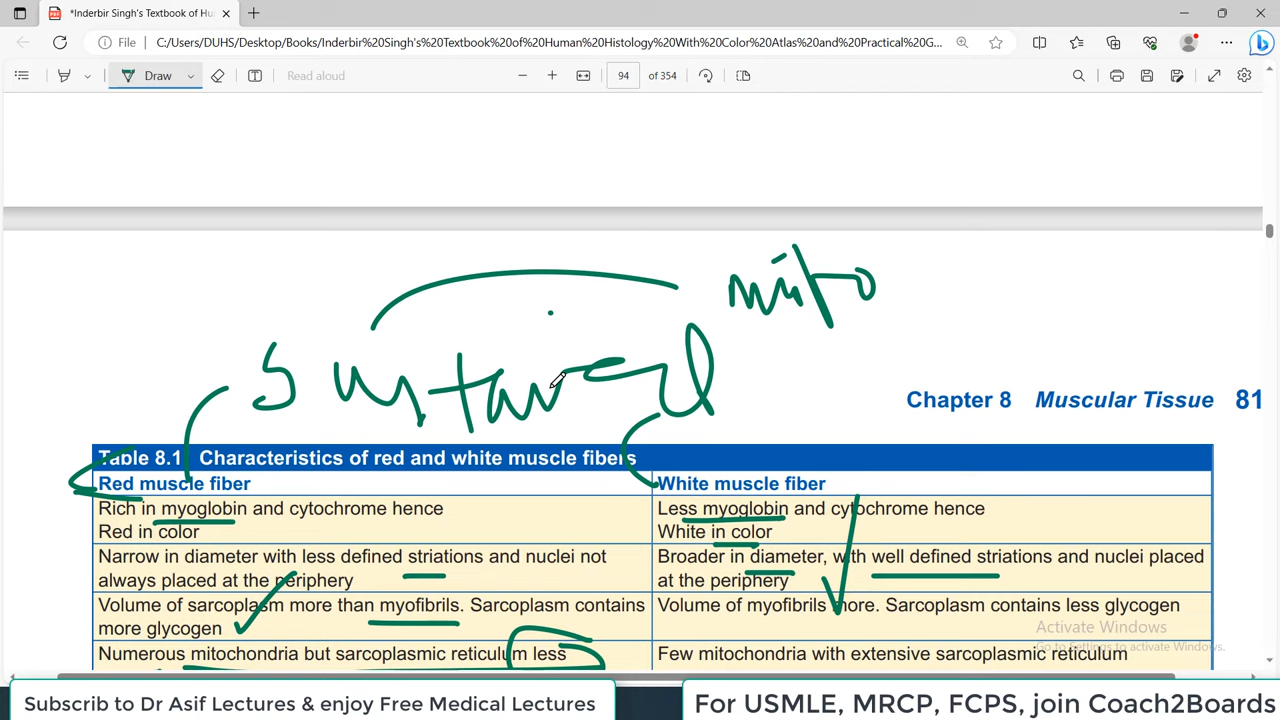 *Inderbir Singh's Textbook of Hu
File
C:/Users/DUHS/Desktop/Books/Inderbir%20Singh's%20Textbook%20of%20Human%20Histology%20With%20Color%20Atlas%20and%20Practical%20G...
Draw
Read aloud
94 of 354
mito
Chapter 8 Muscular Tissue 81
Table 8.1 Characteristics of red and white muscle fibers
Red muscle fiber
White muscle fiber
Rich in myoglobin and cytochrome hence
Red in color
Less myoglobin and cytochrome hence
White in color
Narrow in diameter with less defined striations and nuclei not
always placed at the periphery
Broader in diameter, with well defined striations and nuclei placed
at the periphery
Volume of sarcoplasm more than myofibrils. Sarcoplasm contains
more glycogen
Volume of myofibrils more. Sarcoplasm contains less glycogen
Numerous mitochondria but sarcoplasmic reticulum less
Few mitochondria with extensive sarcoplasmic reticulum
Activate Windows
Go to Settings to activate Windows.
Subscrib to Dr Asif Lectures & enjoy Free Medical Lectures
For USMLE, MRCP, FCPS, join Coach2Boards